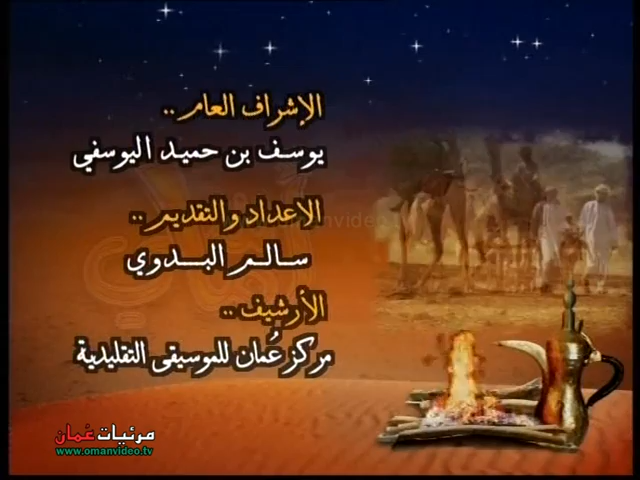 الإشراف العام ..
يوسف بن حميد اليوسفي
الاعداد والتقديم ..
سالم البدوي
الأرشيف ..
مركز عُمان للموسيقى التقليدية
مرئيات عُمان
www.omanvideo.tv